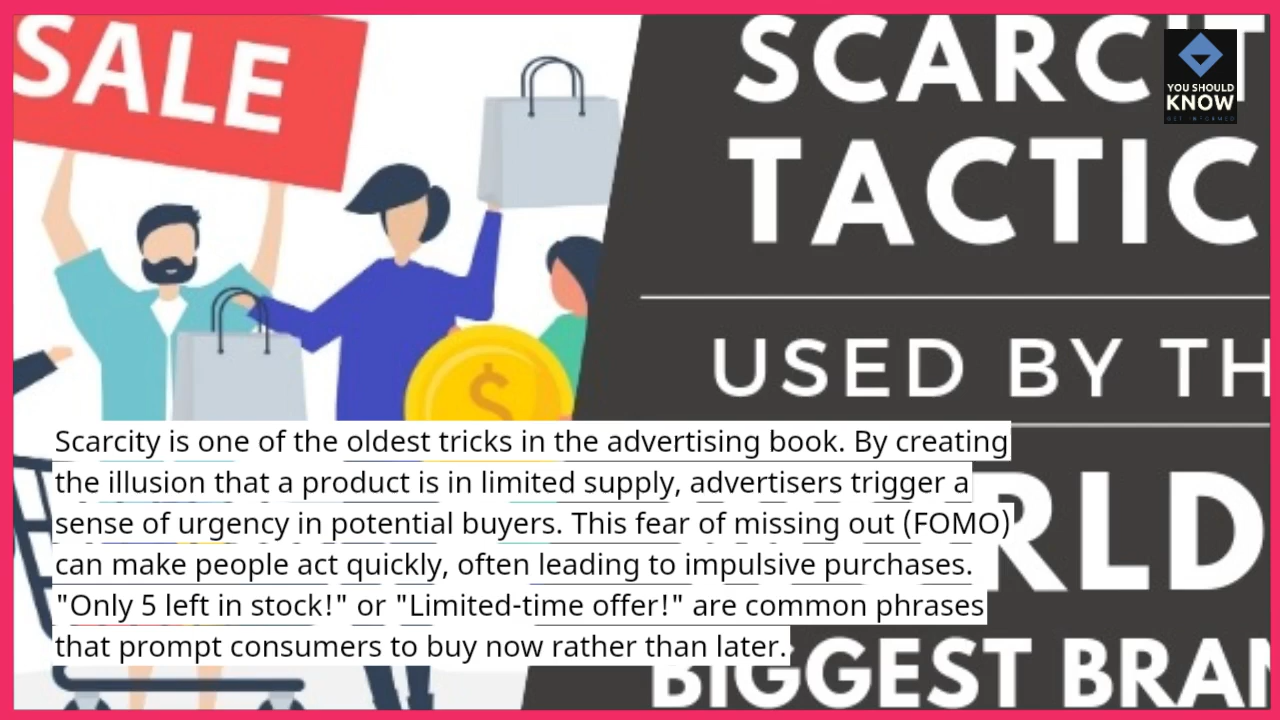 SALE
SCARCIT
TACTIC
YOU SHOULD
KNOW
GET INFORMED
USED BY TH
RLD
BIGGEST BRAN
Scarcity is one of the oldest tricks in the advertising book. By creating
the illusion that a product is in limited supply, advertisers trigger a
sense of urgency in potential buyers. This fear of missing out (FOMO)
can make people act quickly, often leading to impulsive purchases.
"Only 5 left in stock!" or "Limited-time offer!" are common phrases
that prompt consumers to buy now rather than later.